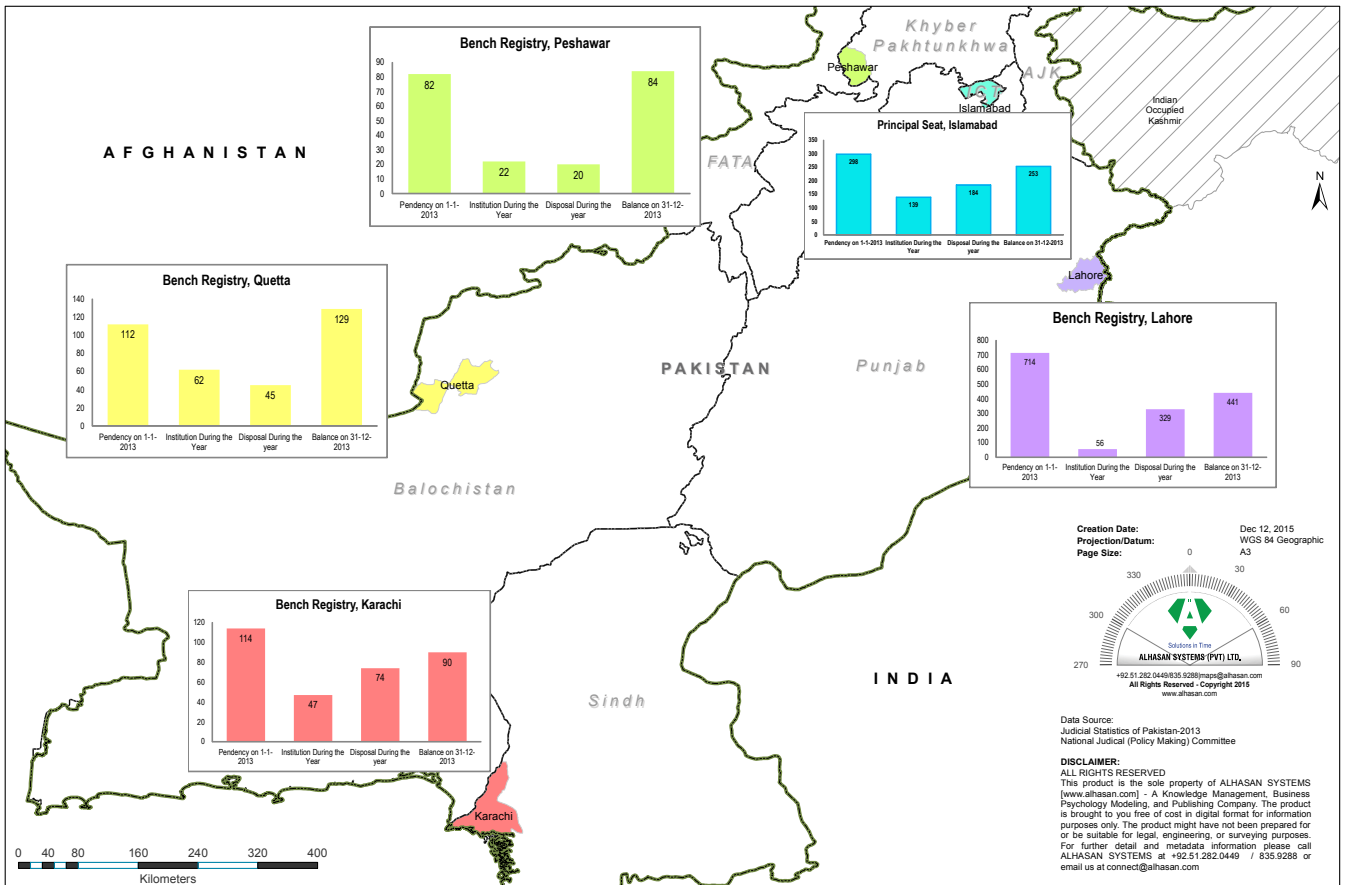 Khyber
Pakhtunkhwa
Peshawar
AJK
ICT
Islamabad
Indian
Occupied
Kashmir
AFGHANISTAN
FATA
N
Bench Registry, Peshawar
90
80
70
60
50
40
30
20
10
0
82
22
20
84
Pendency on 1-1-
2013
Institution During the
Year
Disposal During the
year
Balance on 31-12-
2013
Principal Seat, Islamabad
350
300
250
200
150
100
50
0
298
139
184
253
Pendency on 1-1-2013
Institution During the
Year
Disposal During the
year
Balance on 31-12-2013
Lahore
Bench Registry, Quetta
140
120
100
80
60
40
20
0
112
62
45
129
Pendency on 1-1-
2013
Institution During the
Year
Disposal During the
year
Balance on 31-12-
2013
Quetta
PAKISTAN
Punjab
Bench Registry, Lahore
800
700
600
500
400
300
200
100
0
714
56
329
441
Pendency on 1-1-
2013
Institution During the
Year
Disposal During the
year
Balance on 31-12-
2013
Balochistan
Bench Registry, Karachi
120
100
80
60
40
20
0
114
47
74
90
Pendency on 1-1-
2013
Institution During the
Year
Disposal During the
year
Balance on 31-12-
2013
Sindh
INDIA
Karachi
0 40 80 160 240 320 400
Kilometers
Creation Date: Dec 12, 2015
Projection/Datum: WGS 84 Geographic
Page Size: A3
0
330 30
300 60
270 90
A
Solutions in Time
ALHASAN SYSTEMS (PVT) LTD.
+92.51.282.0449/835.9288|maps@alhasan.com
All Rights Reserved - Copyright 2015
www.alhasan.com
Data Source:
Judicial Statistics of Pakistan-2013
National Judical (Policy Making) Committee
DISCLAIMER:
ALL RIGHTS RESERVED
This product is the sole property of ALHASAN SYSTEMS
[www.alhasan.com] - A Knowledge Management, Business
Psychology Modeling, and Publishing Company. The product
is brought to you free of cost in digital format for information
purposes only. The product might have not been prepared for
or be suitable for legal, engineering, or surveying purposes.
For further detail and metadata information please call
ALHASAN SYSTEMS at +92.51.282.0449 / 835.9288 or
email us at connect@alhasan.com